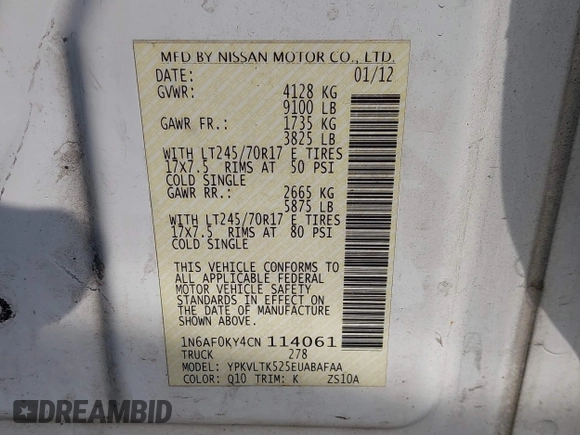 MFD BY NISSAN MOTOR CO., LTD.
DATE: 01/12
GVWR: 4128 KG
9100 LB
GAWR FR.: 1735 KG
3825 LB
WITH LT245/70R17 E TIRES
17X7.5 RIMS AT 50 PSI
COLD SINGLE
GAWR RR.: 2665 KG
5875 LB
WITH LT245/70R17 E TIRES
17X7.5 RIMS AT 80 PSI
COLD SINGLE
THIS VEHICLE CONFORMS TO
ALL APPLICABLE FEDERAL
MOTOR VEHICLE SAFETY
STANDARDS IN EFFECT ON
THE DATE OF MANUFACTURE
SHOWN ABOVE.
1N6AF0KY4CN 114061
TRUCK 278
MODEL: YPKVLTK525EUABAFAA
COLOR: Q10 TRIM: K ZS10A
DREAMBID